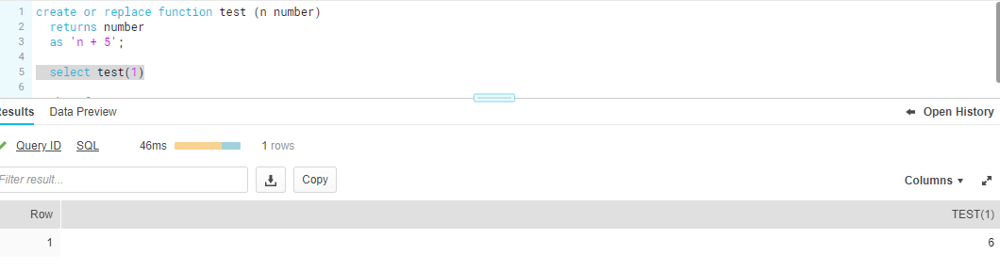 1 create or replace function test (n number)
2 returns number
3 as 'n + 5';
4
5 select test(1)
6
Results Data Preview Open History
Query ID SQL 46ms 1 rows
Filter result... Copy Columns
Row TEST(1)
1 6